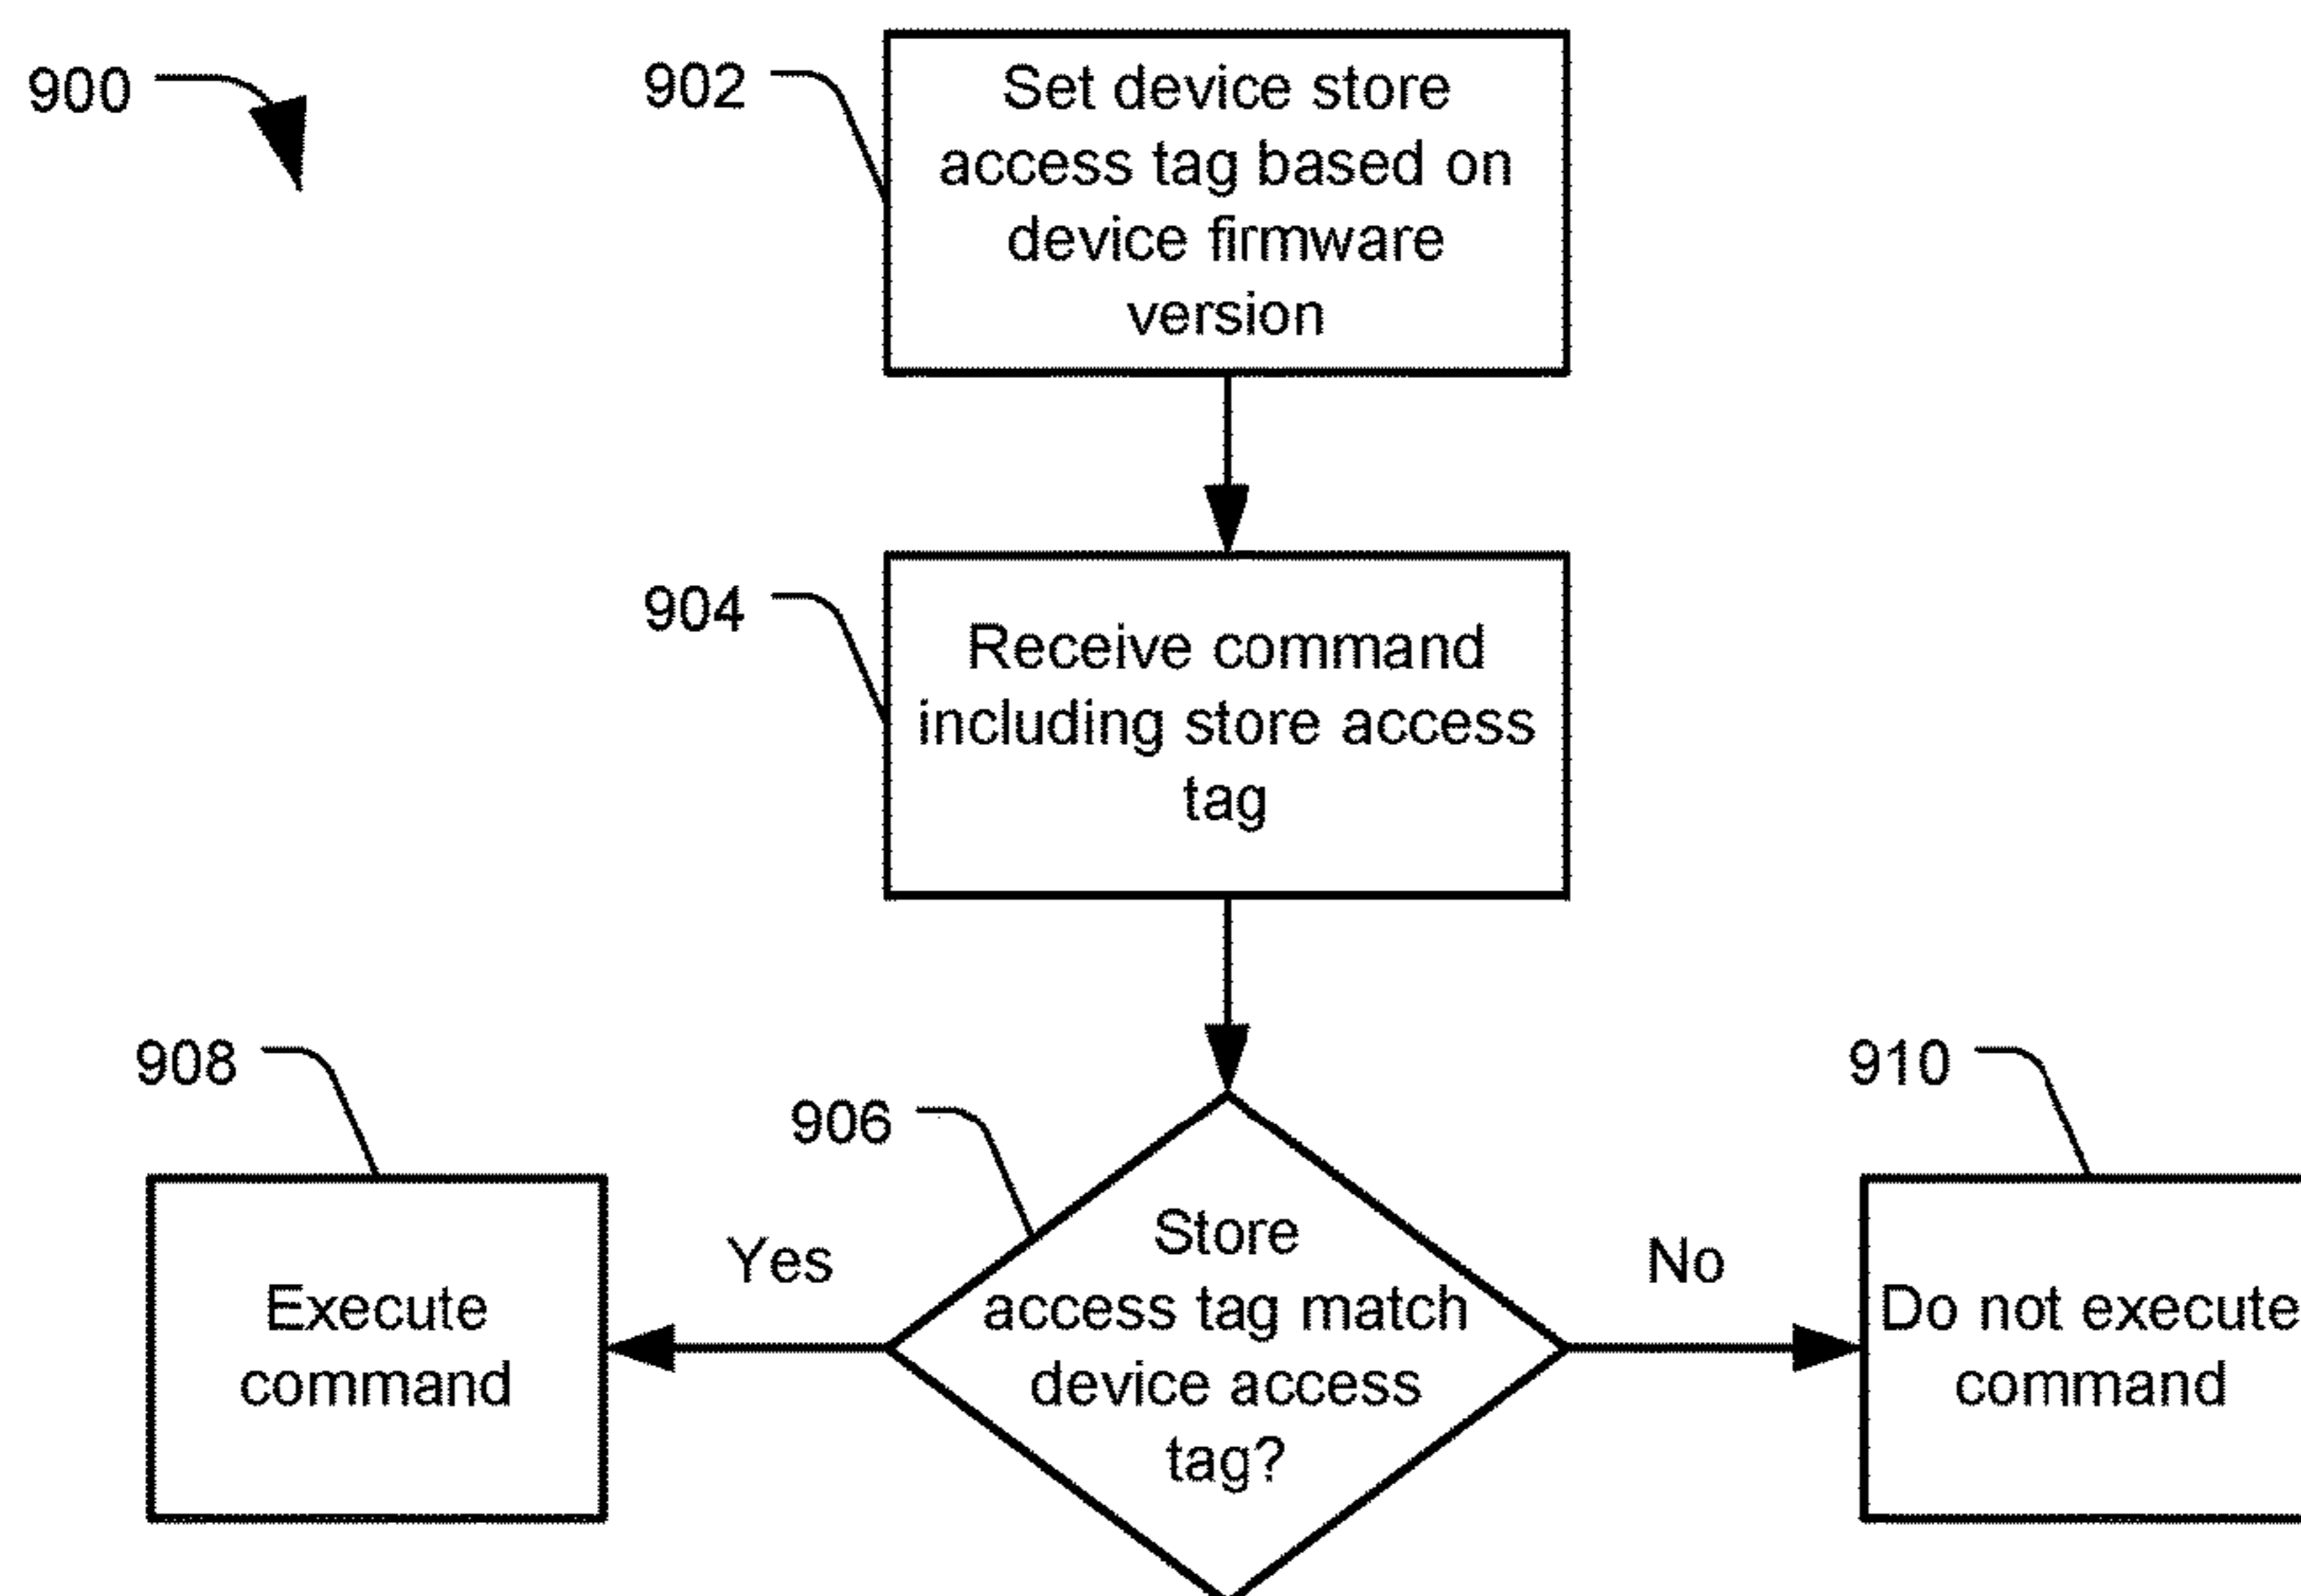 900
902
Set device store
access tag based on
device firmware
version
904
Receive command
including store access
tag
908
906
910
Execute
command
Yes
Store
access tag match
device access
tag?
No
Do not execute
command